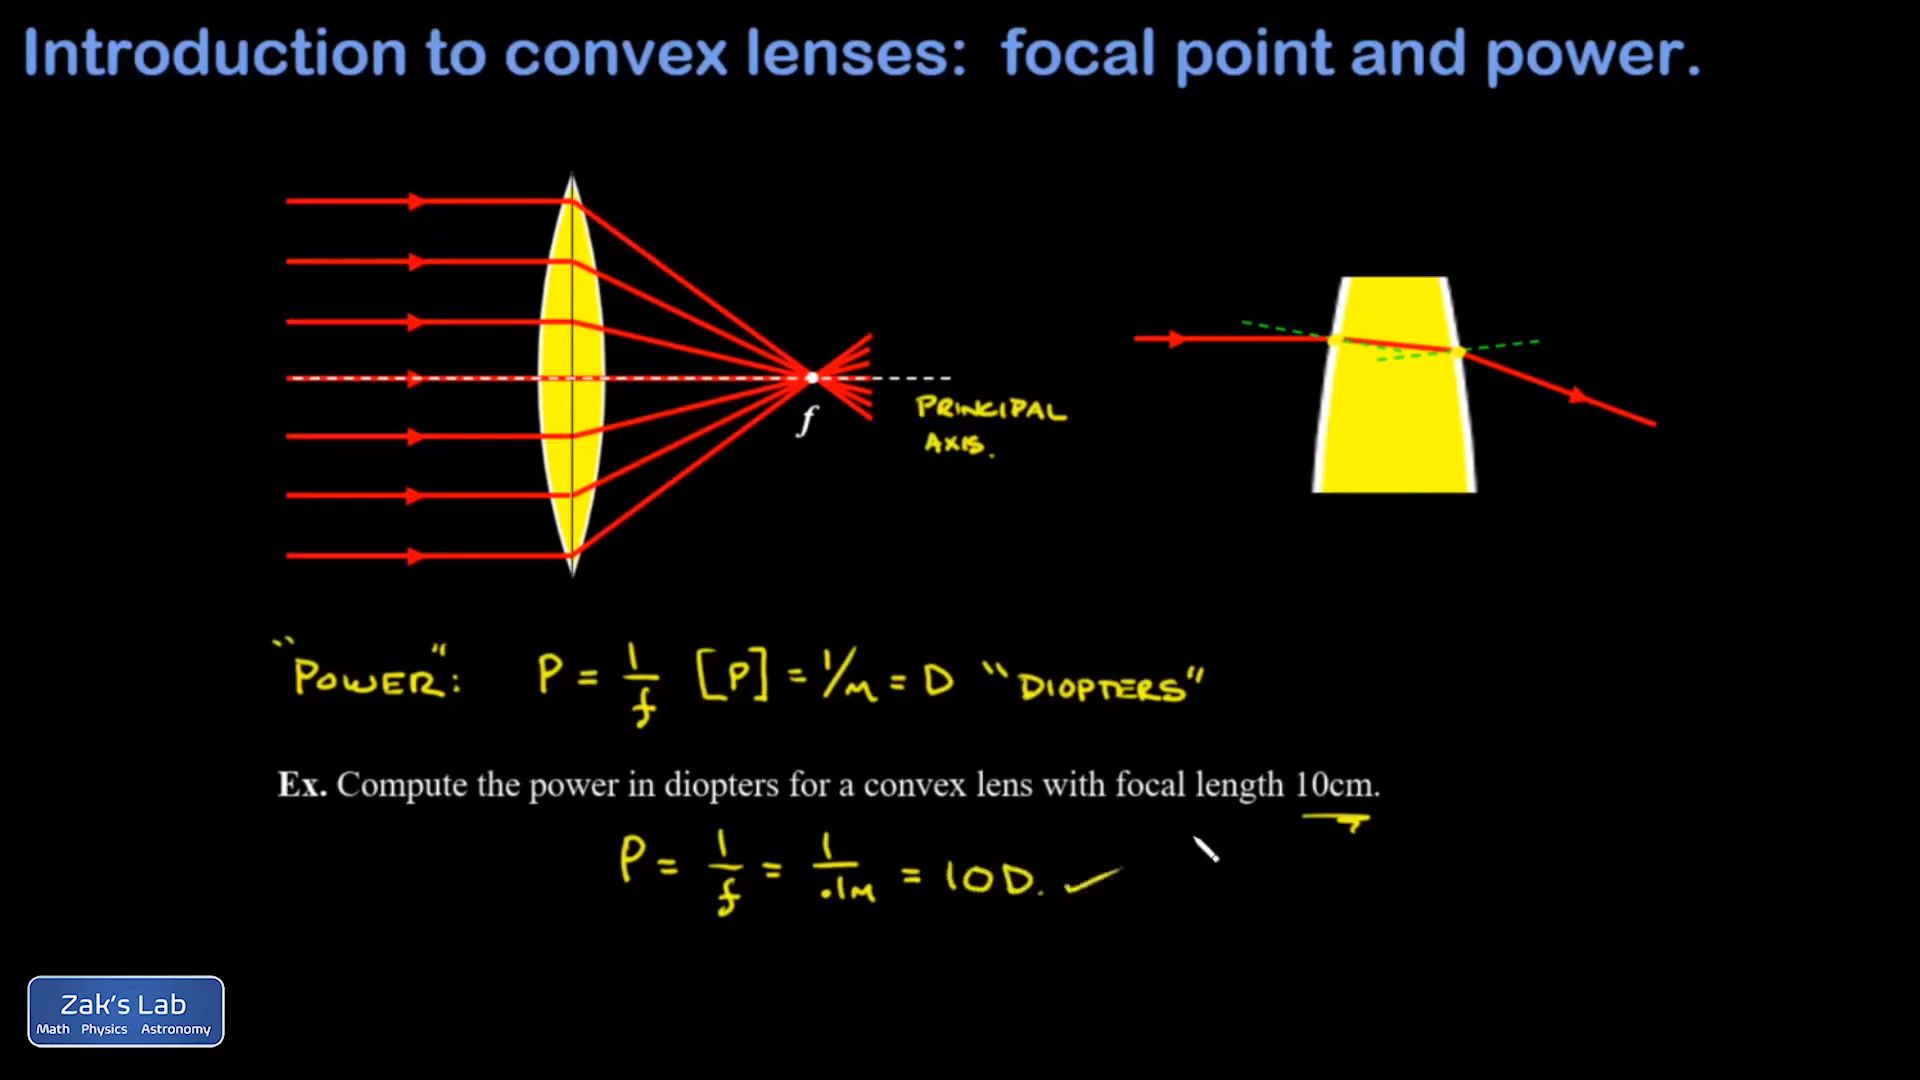 Introduction to convex lenses: focal point and power.
f
PRINCIPAL
AXIS.
"POWER": P = 1/f [P] = 1/M = D "DIOPTERS"
Ex. Compute the power in diopters for a convex lens with focal length 10cm.
P = 1/f = 1/.1M = 10D. ✓
Zak's Lab
Math Physics Astronomy